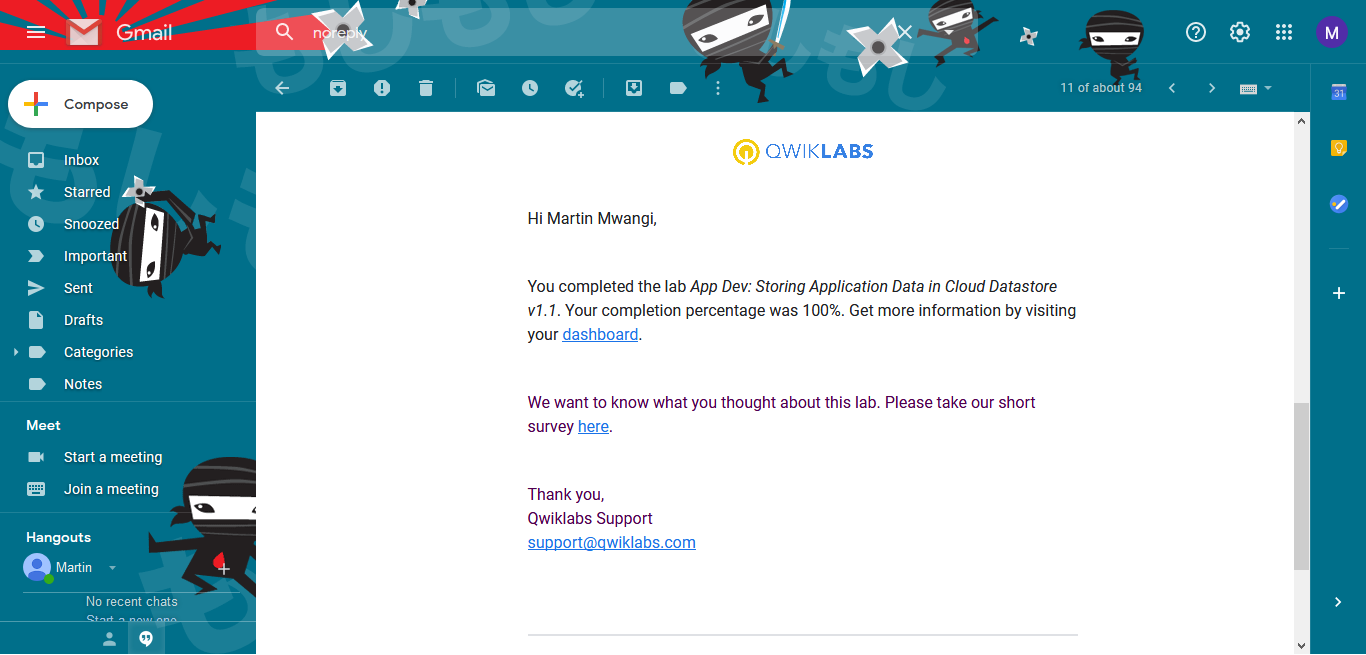 Gmail
noreply
M
Compose
11 of about 94
31
Inbox
Starred
Snoozed
Important
Sent
Drafts
Categories
Notes
Meet
Start a meeting
Join a meeting
Hangouts
Martin
No recent chats
Start a new one
QWIKLABS
Hi Martin Mwangi,
You completed the lab App Dev: Storing Application Data in Cloud Datastore
v1.1. Your completion percentage was 100%. Get more information by visiting
your dashboard.
We want to know what you thought about this lab. Please take our short
survey here.
Thank you,
Qwiklabs Support
support@qwiklabs.com